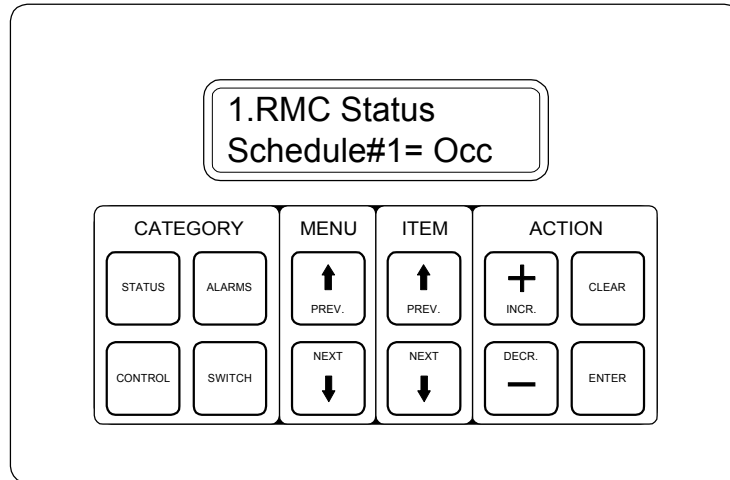 1.RMC Status
Schedule#1= Occ
CATEGORY MENU ITEM ACTION
STATUS ALARMS PREV. PREV. + INCR. CLEAR
CONTROL SWITCH NEXT NEXT DECR. − ENTER